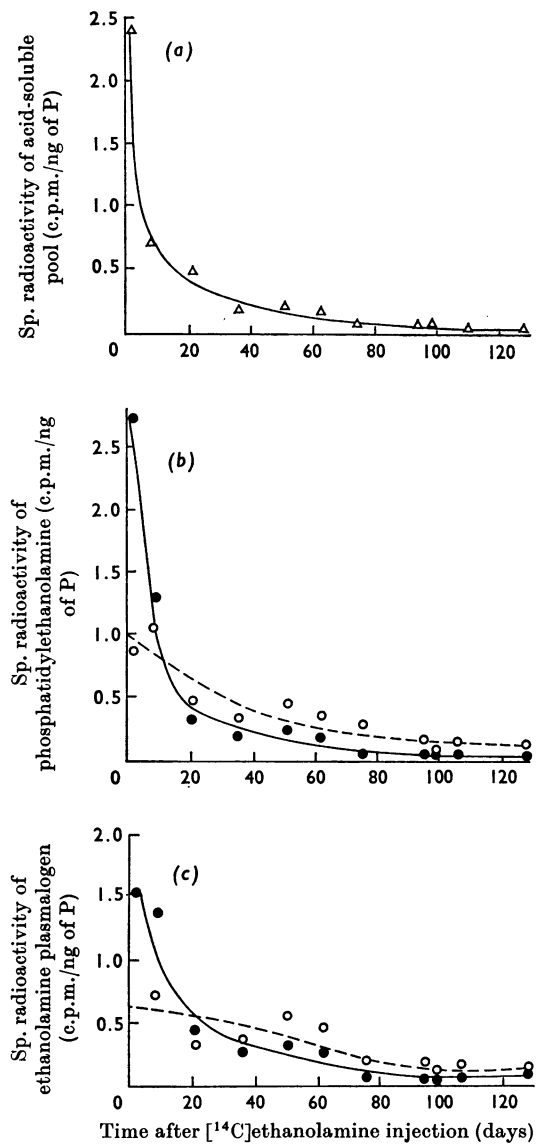 Sp. radioactivity of acid-soluble
pool (c.p.m./ng of P)
2.5
2.0
1.5
1.0
0.5
(a)
0 20 40 60 80 100 120
Sp. radioactivity of
phosphatidylethanolamine (c.p.m./ng
of P)
2.5
2.0
1.5
1.0
0.5
(b)
0 20 40 60 80 100 120
Sp. radioactivity of
ethanolamine plasmalogen
(c.p.m./ng of P)
2.0
1.5
1.0
0.5
(c)
0 20 40 60 80 100 120
Time after [¹⁴C]ethanolamine injection (days)